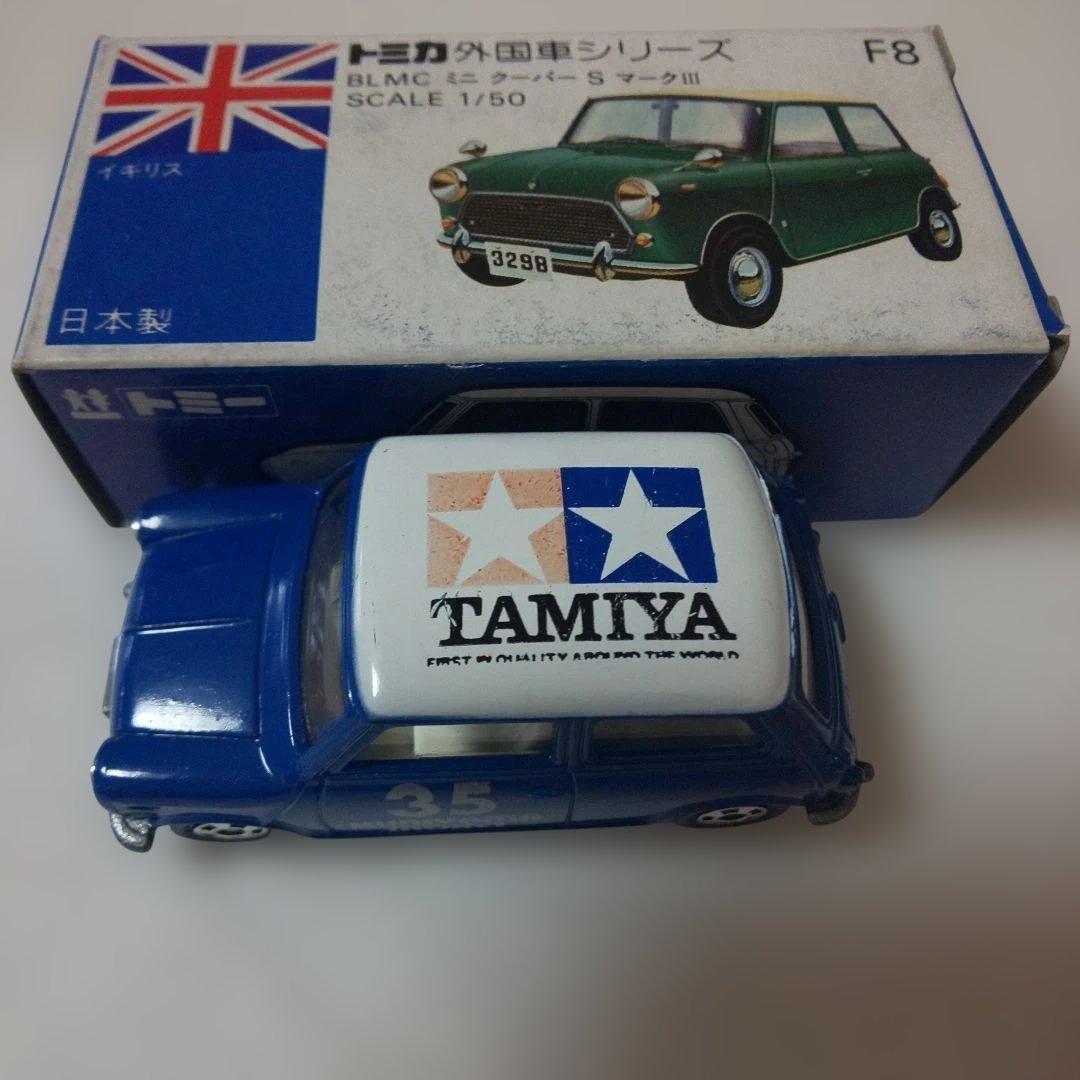 トミカ外国車シリーズ
F8
BLMC ミニ クーパー S マークIII
SCALE 1/50
イギリス
3298
日本製
トミー
TAMIYA
FIRST IN QUALITY AROUND THE WORLD
35